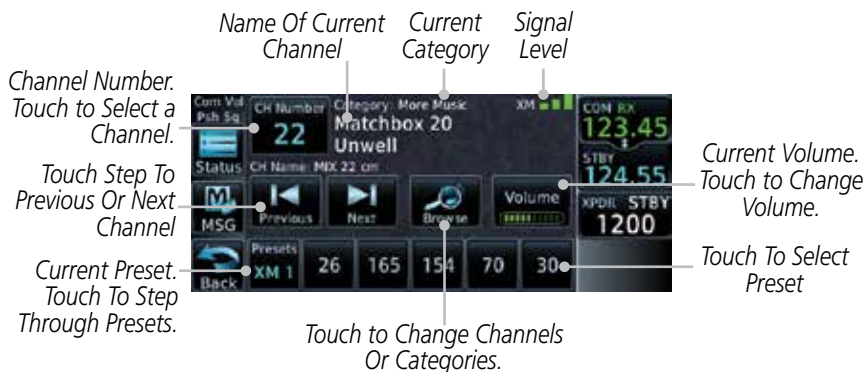 Name Of Current
Channel
Current
Category
Signal
Level
Channel Number.
Touch to Select a
Channel.
Touch Step To
Previous Or Next
Channel
Current Preset.
Touch To Step
Through Presets.
Com Vol
Psh Sq
Status
MSG
Back
CH Number
22
Category: More Music
XM
Matchbox 20
Unwell
CH Name: MIX 22 cm
Previous
Next
Browse
Volume
Presets
XM 1
26
165
154
70
30
COM RX
123.45
STBY
124.55
XPDR STBY
1200
Current Volume.
Touch to Change
Volume.
Touch To Select
Preset
Touch to Change Channels
Or Categories.